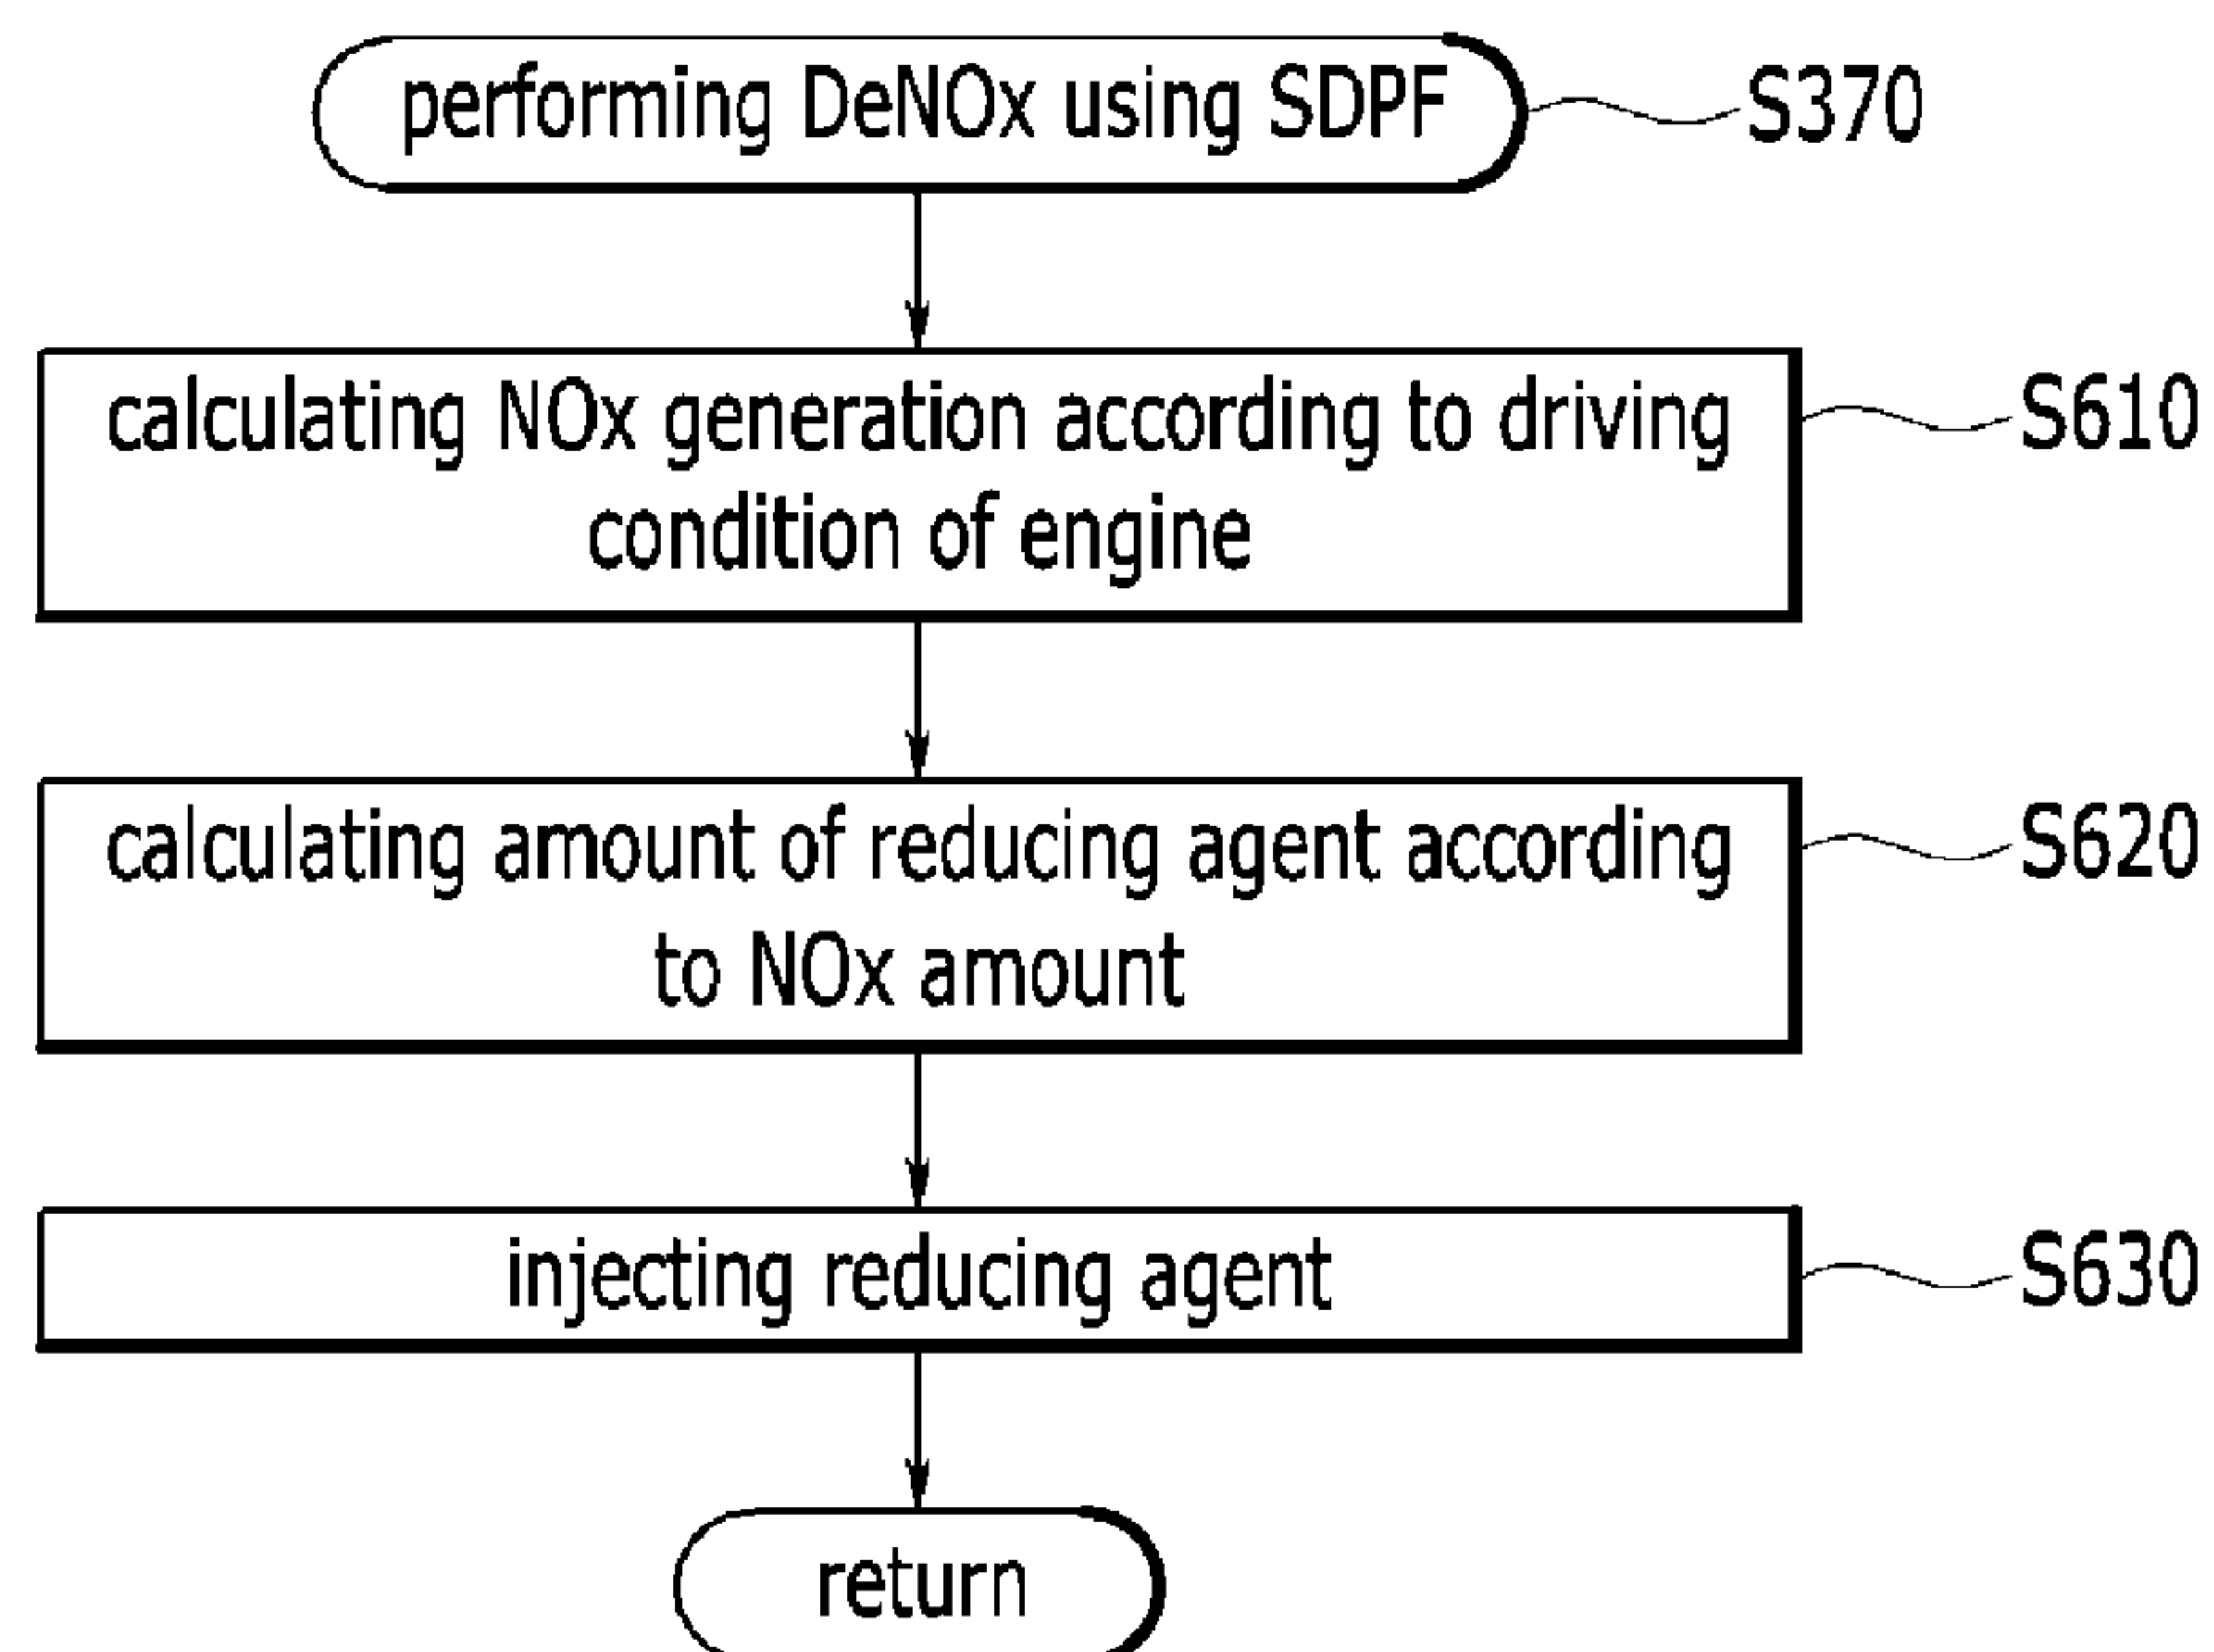 performing DeNOx using SDPF
S370
calculating NOx generation according to driving
condition of engine
S610
calculating amount of reducing agent according
to NOx amount
S620
injecting reducing agent
S630
return